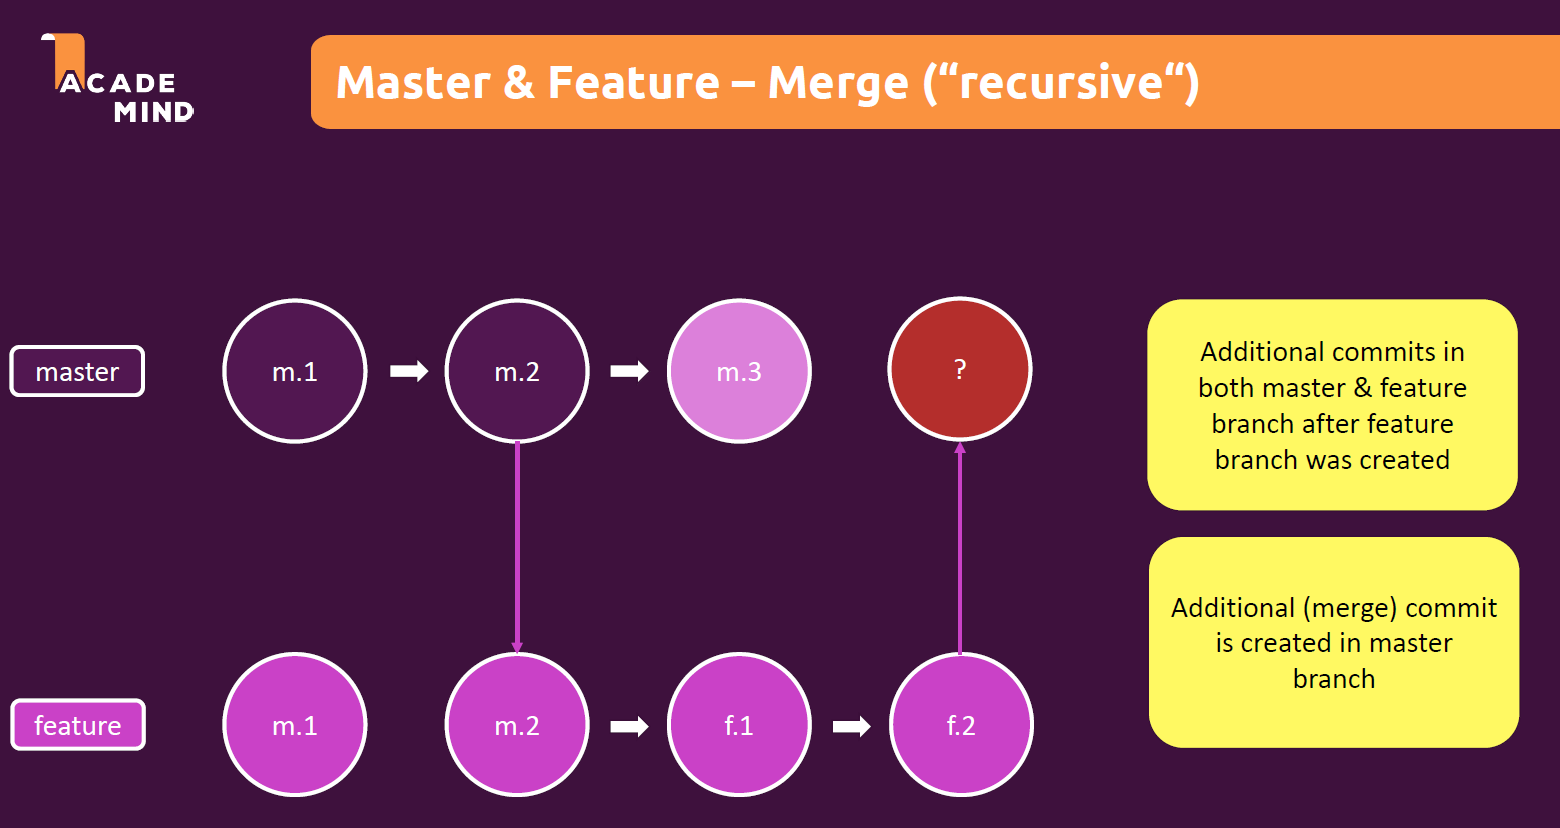 ACADE
MIND
Master & Feature – Merge (“recursive“)
master
m.1
m.2
m.3
?
Additional commits in
both master & feature
branch after feature
branch was created
Additional (merge) commit
is created in master
branch
feature
m.1
m.2
f.1
f.2